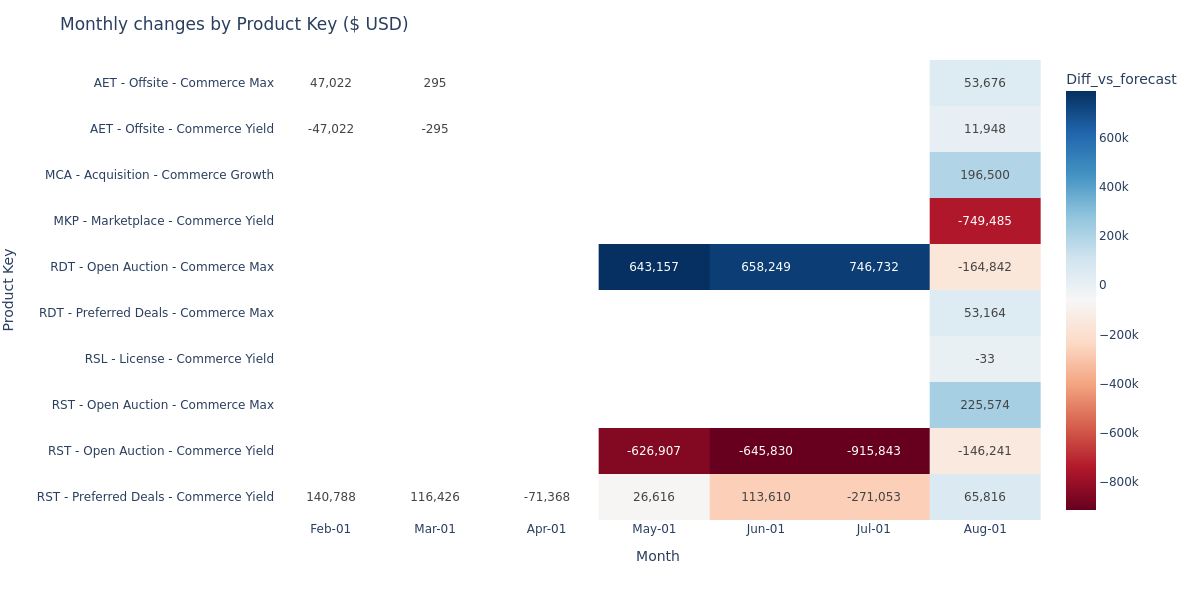 Monthly changes by Product Key ($ USD)
Product Key
AET - Offsite - Commerce Max 47,022 295 53,676
AET - Offsite - Commerce Yield -47,022 -295 11,948
MCA - Acquisition - Commerce Growth 196,500
MKP - Marketplace - Commerce Yield -749,485
RDT - Open Auction - Commerce Max 643,157 658,249 746,732 -164,842
RDT - Preferred Deals - Commerce Max 53,164
RSL - License - Commerce Yield -33
RST - Open Auction - Commerce Max 225,574
RST - Open Auction - Commerce Yield -626,907 -645,830 -915,843 -146,241
RST - Preferred Deals - Commerce Yield 140,788 116,426 -71,368 26,616 113,610 -271,053 65,816
Feb-01 Mar-01 Apr-01 May-01 Jun-01 Jul-01 Aug-01
Month
Diff_vs_forecast
600k
400k
200k
0
−200k
−400k
−600k
−800k